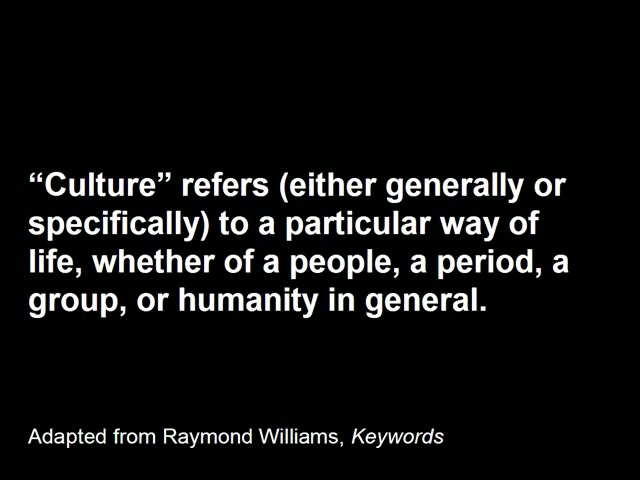 “Culture” refers (either generally or
specifically) to a particular way of
life, whether of a people, a period, a
group, or humanity in general.
Adapted from Raymond Williams, Keywords